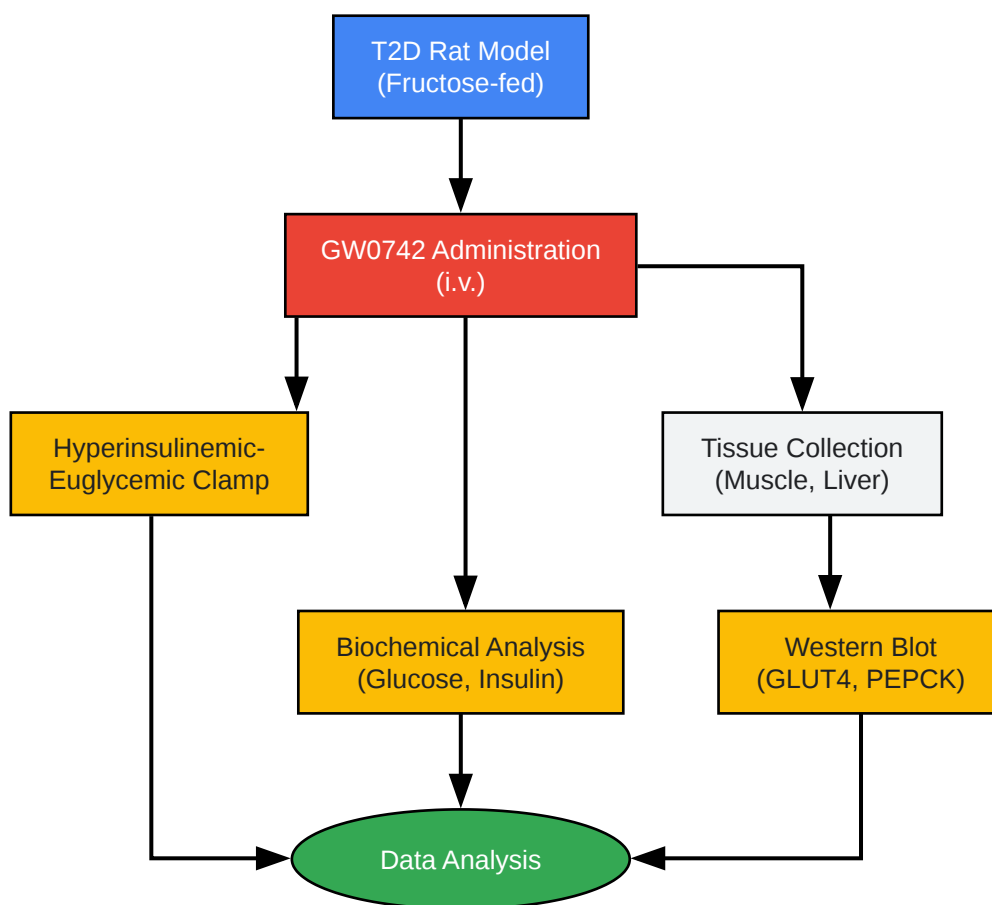 T2D Rat Model
(Fructose-fed)
GW0742 Administration
(i.v.)
Hyperinsulinemic-
Euglycemic Clamp
Tissue Collection
(Muscle, Liver)
Biochemical Analysis
(Glucose, Insulin)
Western Blot
(GLUT4, PEPCK)
Data Analysis